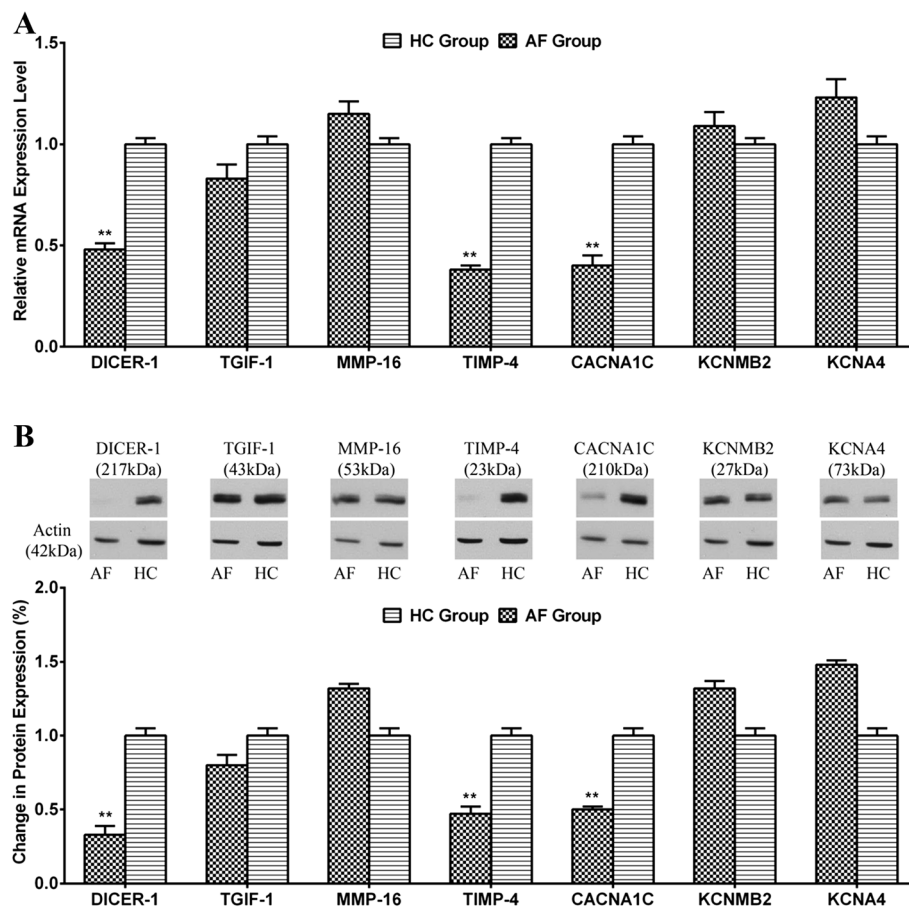 A
HC Group AF Group
Relative mRNA Expression Level
1.5
1.0
0.5
0.0
** ** **
DICER-1 TGIF-1 MMP-16 TIMP-4 CACNA1C KCNMB2 KCNA4
B
DICER-1 TGIF-1 MMP-16 TIMP-4 CACNA1C KCNMB2 KCNA4
(217kDa) (43kDa) (53kDa) (23kDa) (210kDa) (27kDa) (73kDa)
Actin
(42kDa)
AF HC AF HC AF HC AF HC AF HC AF HC AF HC
HC Group AF Group
Change in Protein Expression (%)
2.0
1.5
1.0
0.5
0.0
** ** **
DICER-1 TGIF-1 MMP-16 TIMP-4 CACNA1C KCNMB2 KCNA4